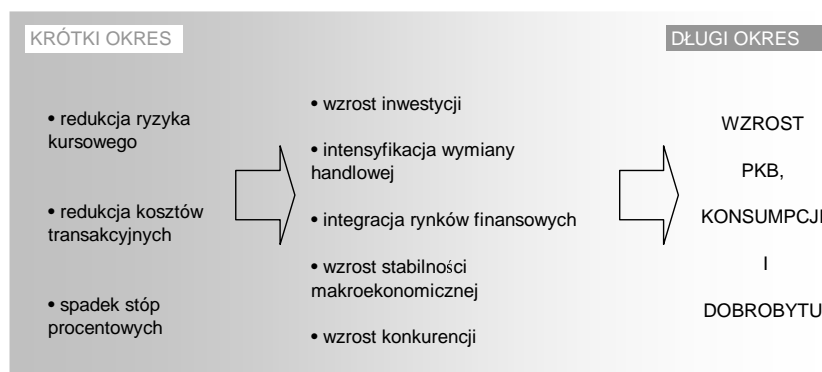 KRÓTKI OKRES
• redukcja ryzyka
kursowego
• redukcja kosztów
transakcyjnych
• spadek stóp
procentowych
• wzrost inwestycji
• intensyfikacja wymiany
handlowej
• integracja rynków finansowych
• wzrost stabilności
makroekonomicznej
• wzrost konkurencji
DŁUGI OKRES
WZROST
PKB,
KONSUMPCJI
I
DOBROBYTU